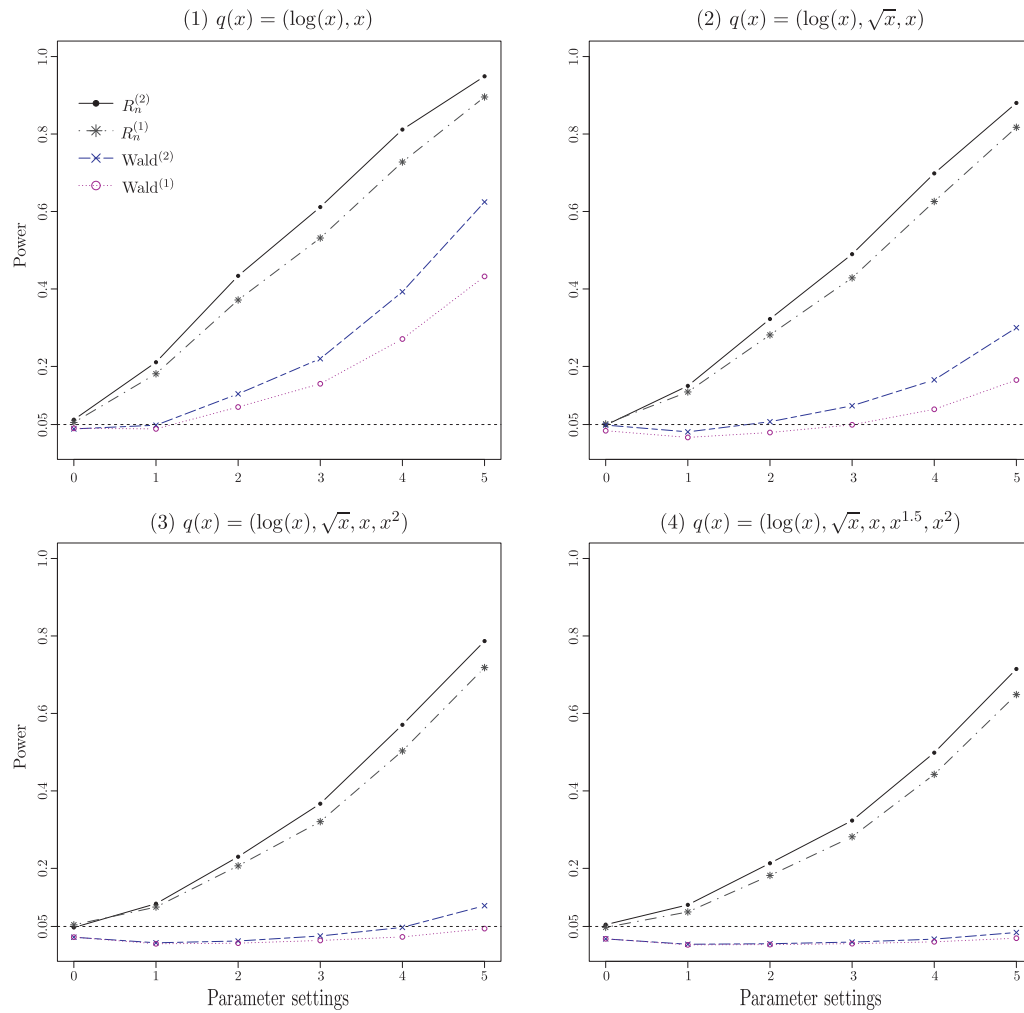 (1) q(x) = (log(x), x)
1.0
0.8
0.6
0.4
0.2
0.05
Power
R_n^(2)
R_n^(1)
Wald^(2)
Wald^(1)
0 1 2 3 4 5
(2) q(x) = (log(x), √x, x)
1.0
0.8
0.6
0.4
0.2
0.05
0 1 2 3 4 5
(3) q(x) = (log(x), √x, x, x²)
1.0
0.8
0.6
0.4
0.2
0.05
Power
0 1 2 3 4 5
Parameter settings
(4) q(x) = (log(x), √x, x, x^1.5, x²)
1.0
0.8
0.6
0.4
0.2
0.05
0 1 2 3 4 5
Parameter settings